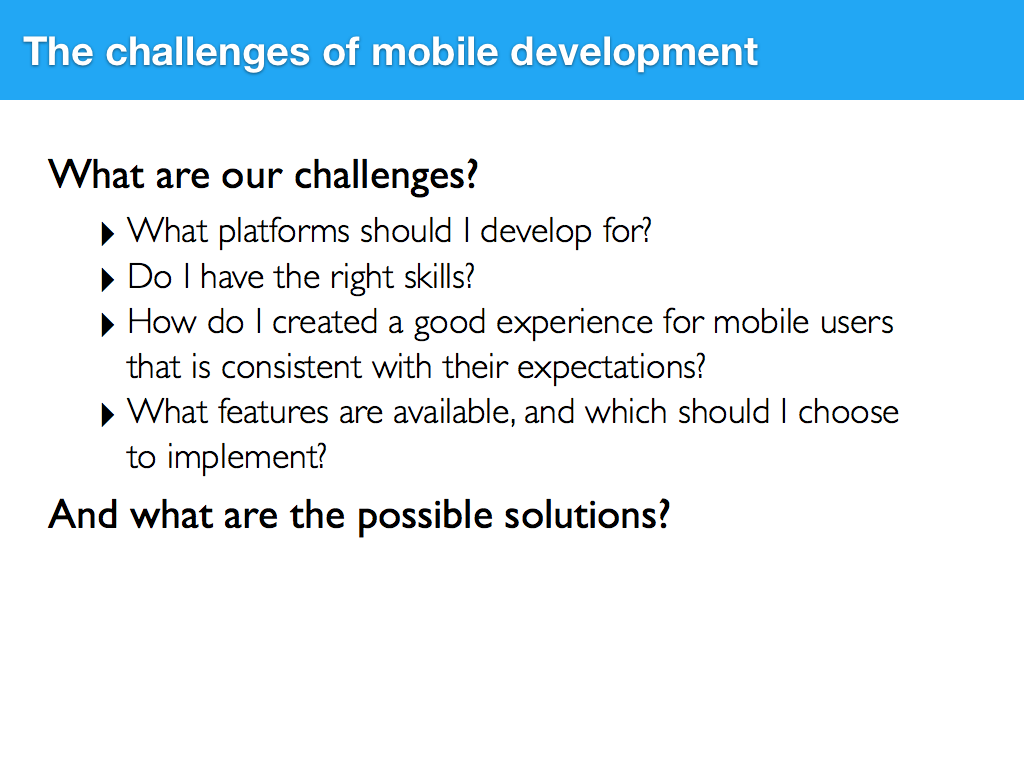 The challenges of mobile development
What are our challenges?
What platforms should I develop for?
Do I have the right skills?
How do I created a good experience for mobile users
that is consistent with their expectations?
What features are available, and which should I choose
to implement?
And what are the possible solutions?